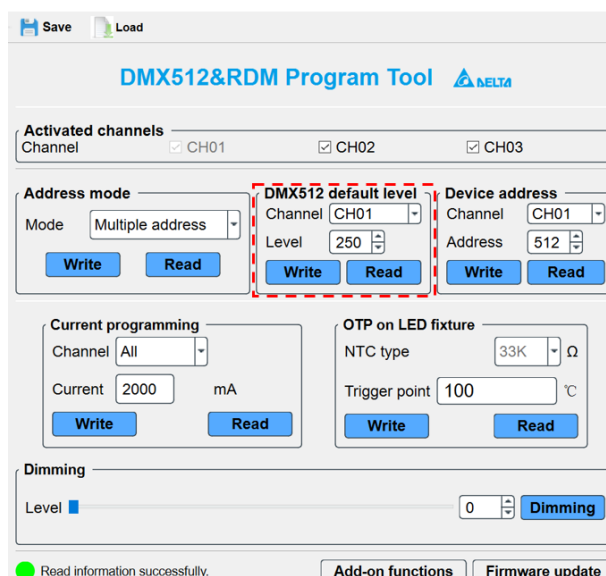 Save Load
DMX512&RDM Program Tool DELTA
Activated channels
Channel CH01 CH02 CH03
Address mode
Mode Multiple address
Write Read
DMX512 default level
Channel CH01
Level 250
Write Read
Device address
Channel CH01
Address 512
Write Read
Current programming
Channel All
Current 2000 mA
Write Read
OTP on LED fixture
NTC type 33K Ω
Trigger point 100 ℃
Write Read
Dimming
Level 0 Dimming
Read information successfully. Add-on functions Firmware update